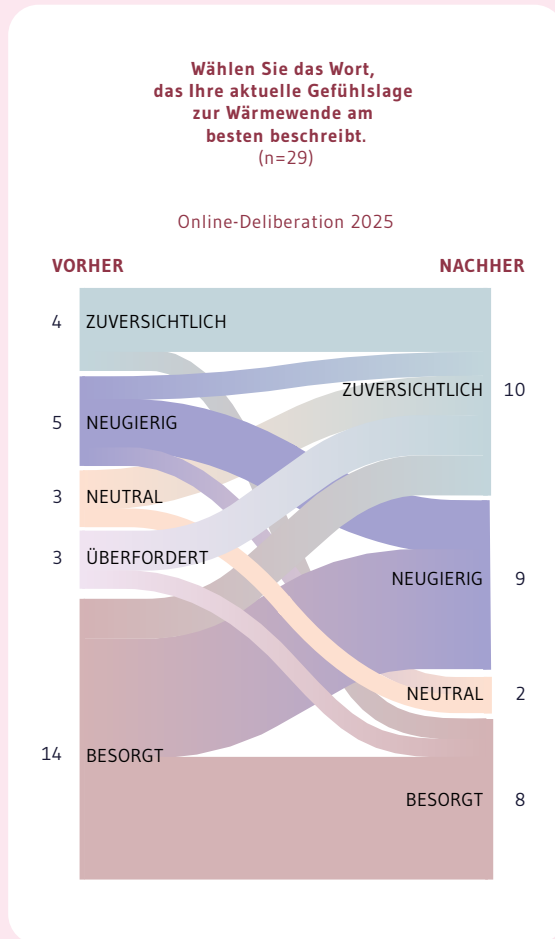 Wählen Sie das Wort,
das Ihre aktuelle Gefühlslage
zur Wärmewende am
besten beschreibt.
(n=29)
Online-Deliberation 2025
VORHER
NACHHER
4 ZUVERSICHTLICH
ZUVERSICHTLICH 10
5 NEUGIERIG
3 NEUTRAL
3 ÜBERFORDERT
NEUGIERIG 9
NEUTRAL 2
14 BESORGT
BESORGT 8